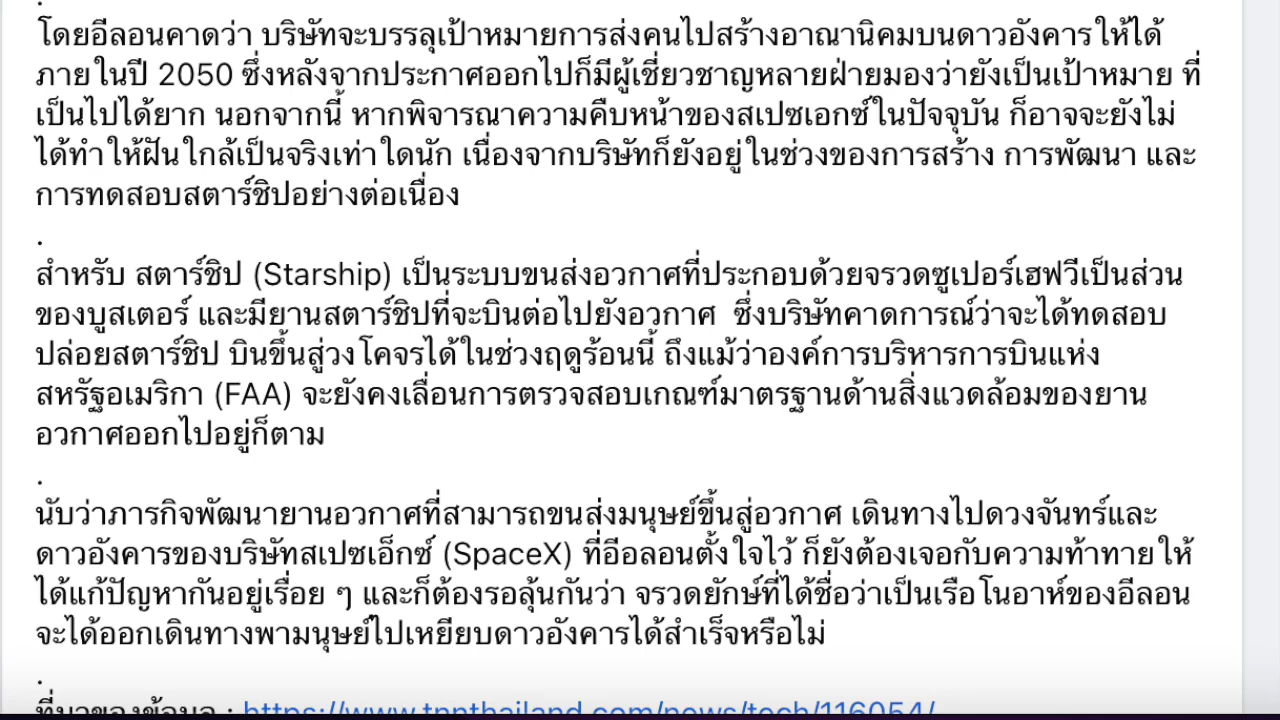 .
โดยอีลอนคาดว่า บริษัทจะบรรลุเป้าหมายการส่งคนไปสร้างอาณานิคมบนดาวอังคารให้ได้
ภายในปี 2050 ซึ่งหลังจากประกาศออกไปก็มีผู้เชี่ยวชาญหลายฝ่ายมองว่ายังเป็นเป้าหมาย ที่
เป็นไปได้ยาก นอกจากนี้ หากพิจารณาความคืบหน้าของสเปซเอกซ์ในปัจจุบัน ก็อาจจะยังไม่
ได้ทำให้ฝันใกล้เป็นจริงเท่าใดนัก เนื่องจากบริษัทก็ยังอยู่ในช่วงของการสร้าง การพัฒนา และ
การทดสอบสตาร์ชิปอย่างต่อเนื่อง
.
สำหรับ สตาร์ชิป (Starship) เป็นระบบขนส่งอวกาศที่ประกอบด้วยจรวดซูเปอร์เฮฟวีเป็นส่วน
ของบูสเตอร์ และมียานสตาร์ชิปที่จะบินต่อไปยังอวกาศ ซึ่งบริษัทคาดการณ์ว่าจะได้ทดสอบ
ปล่อยสตาร์ชิป บินขึ้นสู่วงโคจรได้ในช่วงฤดูร้อนนี้ ถึงแม้ว่าองค์การบริหารการบินแห่ง
สหรัฐอเมริกา (FAA) จะยังคงเลื่อนการตรวจสอบเกณฑ์มาตรฐานด้านสิ่งแวดล้อมของยาน
อวกาศออกไปอยู่ก็ตาม
.
นับว่าภารกิจพัฒนายานอวกาศที่สามารถขนส่งมนุษย์ขึ้นสู่อวกาศ เดินทางไปดวงจันทร์และ
ดาวอังคารของบริษัทสเปซเอ็กซ์ (SpaceX) ที่อีอลอนตั้งใจไว้ ก็ยังต้องเจอกับความท้าทายให้
ได้แก้ปัญหากันอยู่เรื่อย ๆ และก็ต้องรอลุ้นกันว่า จรวดยักษ์ที่ได้ชื่อว่าเป็นเรือโนอาห์ของอีลอน
จะได้ออกเดินทางพามนุษย์ไปเหยียบดาวอังคารได้สำเร็จหรือไม่
.
ที่มาของข้อมูล : https://www.tnnthailand.com/news/tech/116054/